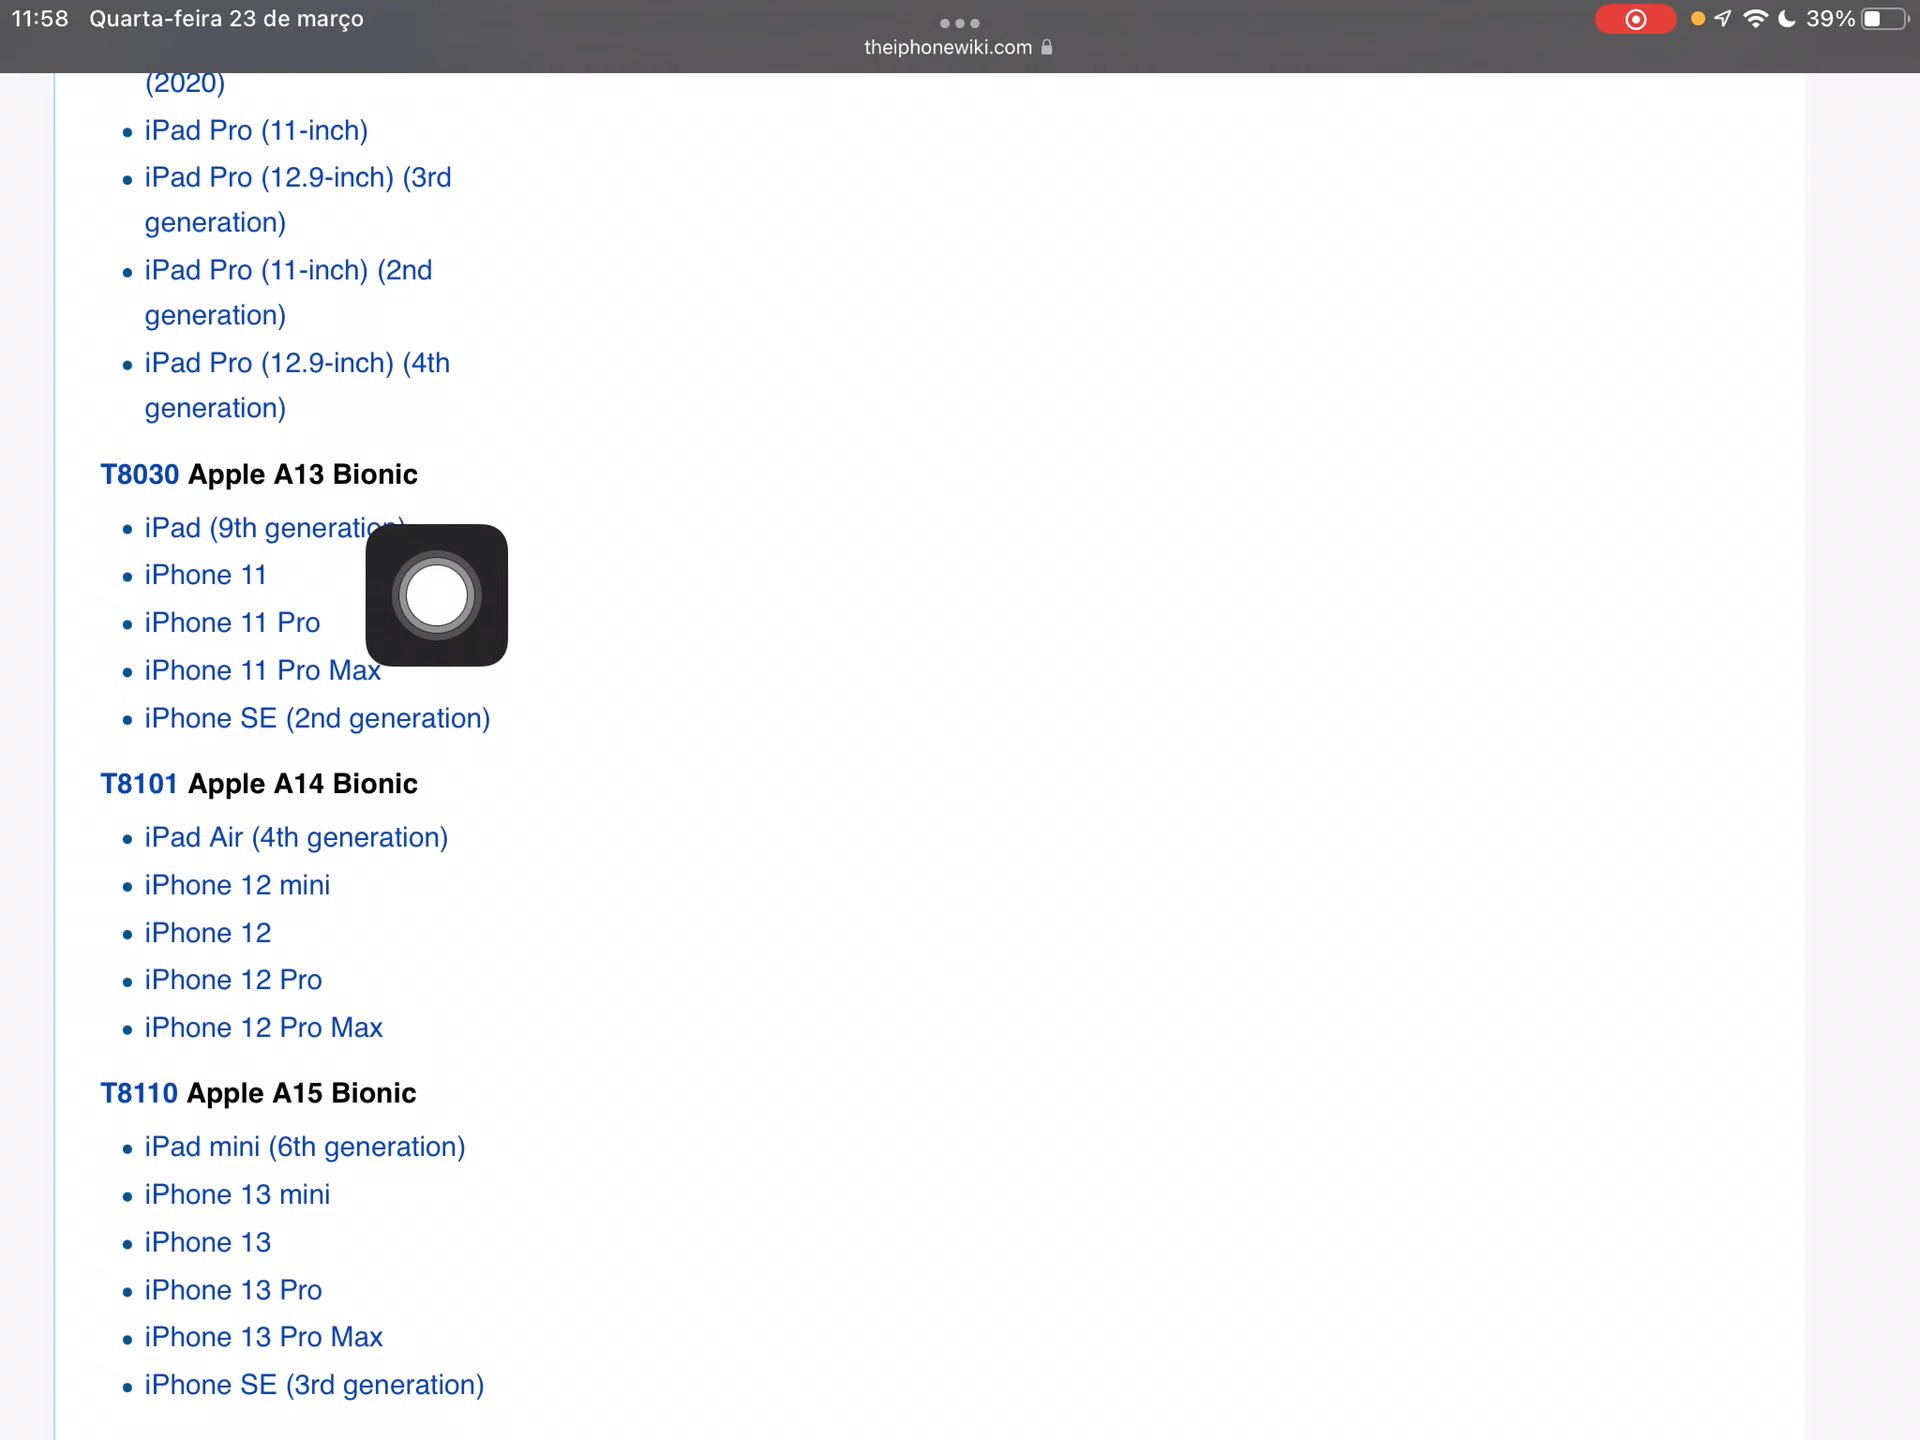 11:58 Quarta-feira 23 de março
39%
theiphonewiki.com
(2020)
iPad Pro (11-inch)
iPad Pro (12.9-inch) (3rd
generation)
iPad Pro (11-inch) (2nd
generation)
iPad Pro (12.9-inch) (4th
generation)
T8030 Apple A13 Bionic
iPad (9th generation)
iPhone 11
iPhone 11 Pro
iPhone 11 Pro Max
iPhone SE (2nd generation)
T8101 Apple A14 Bionic
iPad Air (4th generation)
iPhone 12 mini
iPhone 12
iPhone 12 Pro
iPhone 12 Pro Max
T8110 Apple A15 Bionic
iPad mini (6th generation)
iPhone 13 mini
iPhone 13
iPhone 13 Pro
iPhone 13 Pro Max
iPhone SE (3rd generation)